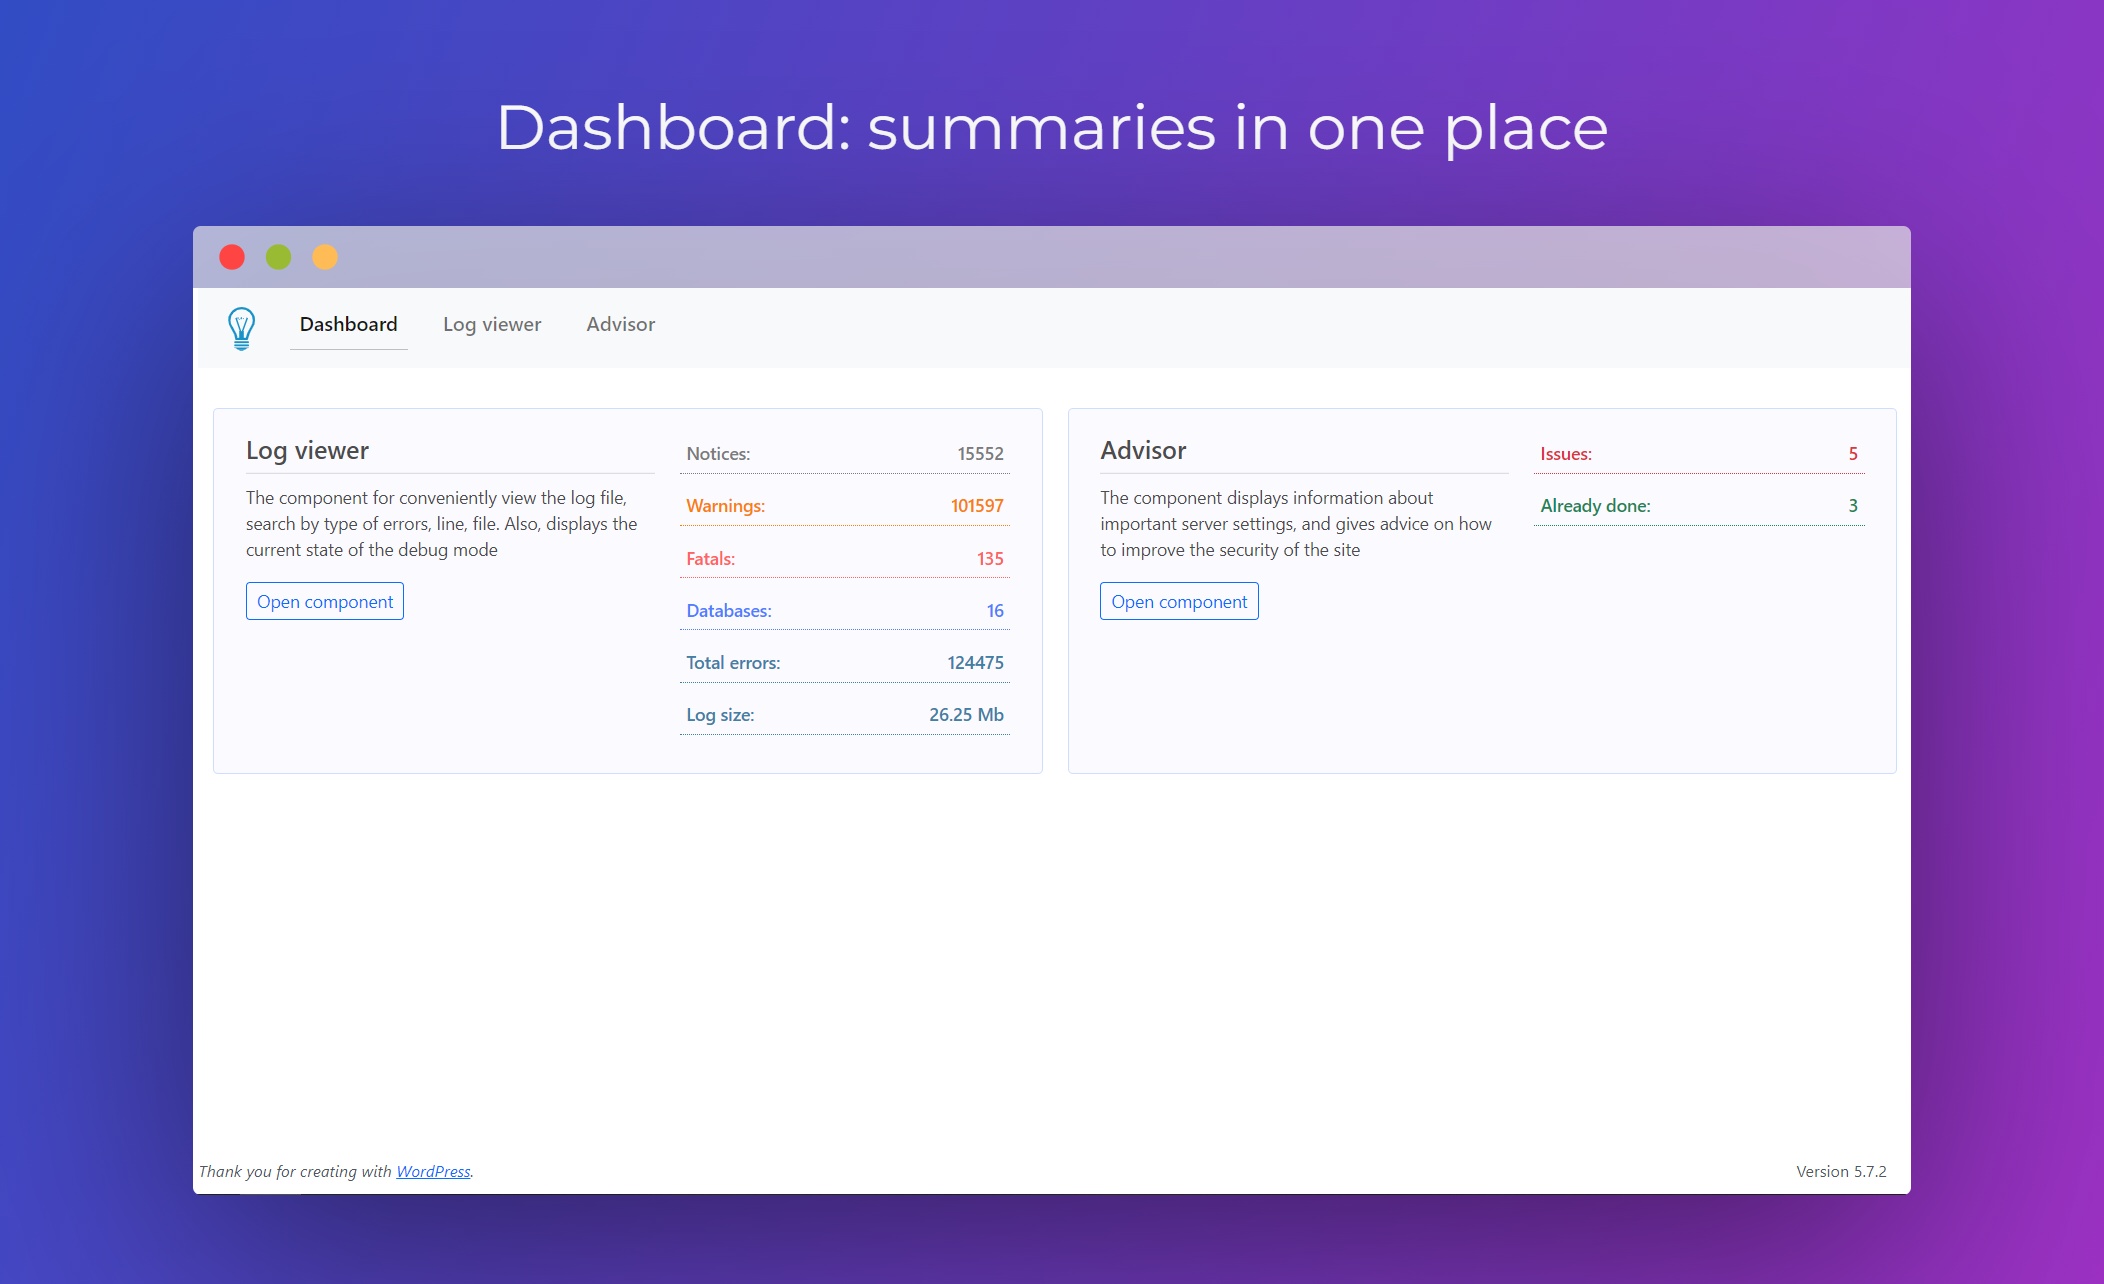 Dashboard: summaries in one place
Dashboard
Log viewer
Advisor
Log viewer
The component for conveniently view the log file,
search by type of errors, line, file. Also, displays the
current state of the debug mode
Open component
Notices: 15552
Warnings: 101597
Fatals: 135
Databases: 16
Total errors: 124475
Log size: 26.25 Mb
Advisor
The component displays information about
important server settings, and gives advice on how
to improve the security of the site
Open component
Issues: 5
Already done: 3
Thank you for creating with WordPress.
Version 5.7.2